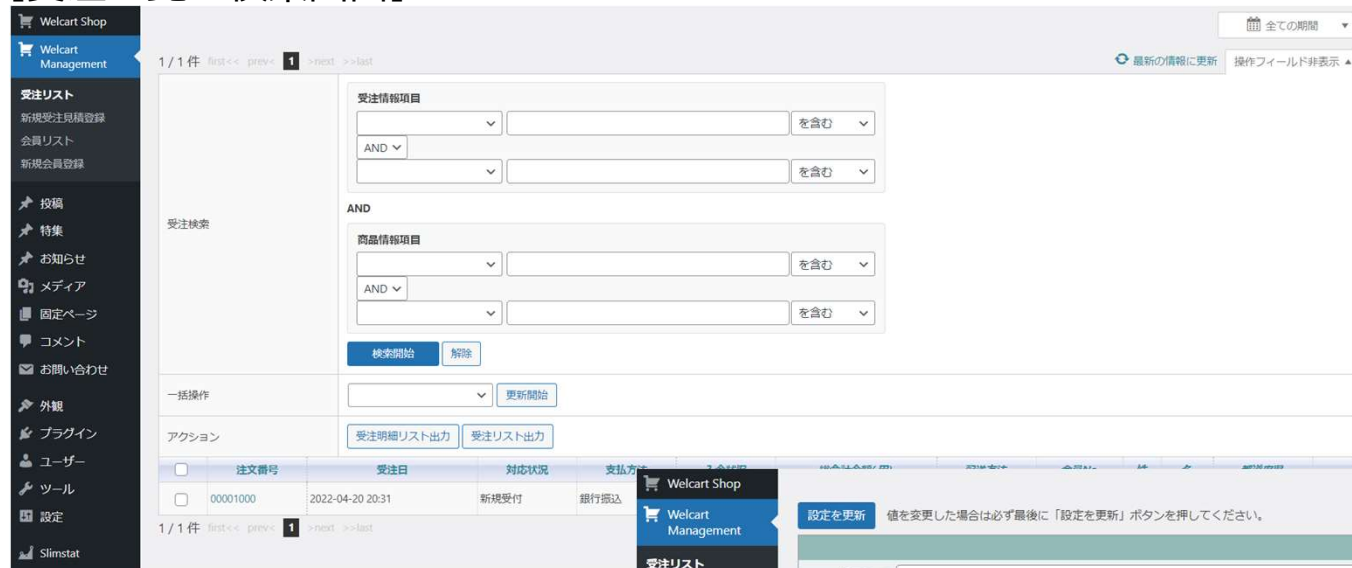 Welcart Shop
Welcart
Management
受注リスト
新規受注見積登録
会員リスト
新規会員登録
投稿
特集
お知らせ
メディア
固定ページ
コメント
お問い合わせ
外観
プラグイン
ユーザー
ツール
設定
Slimstat
全ての期間
1 / 1 件 first<< prev< 1 >next >>last
最新の情報に更新 操作フィールド非表示
受注検索
受注情報項目
を含む
AND
を含む
AND
商品情報項目
を含む
AND
を含む
検索開始 解除
一括操作 更新開始
アクション 受注明細リスト出力 受注リスト出力
注文番号 受注日 対応状況
00001000 2022-04-20 20:31 新規受付 銀行振込
1 / 1 件 first<< prev< 1 >next >>last
Welcart Shop
Welcart
Management
受注リスト
設定を更新 値を変更した場合は必ず最後に「設定を更新」ボタンを押してください。